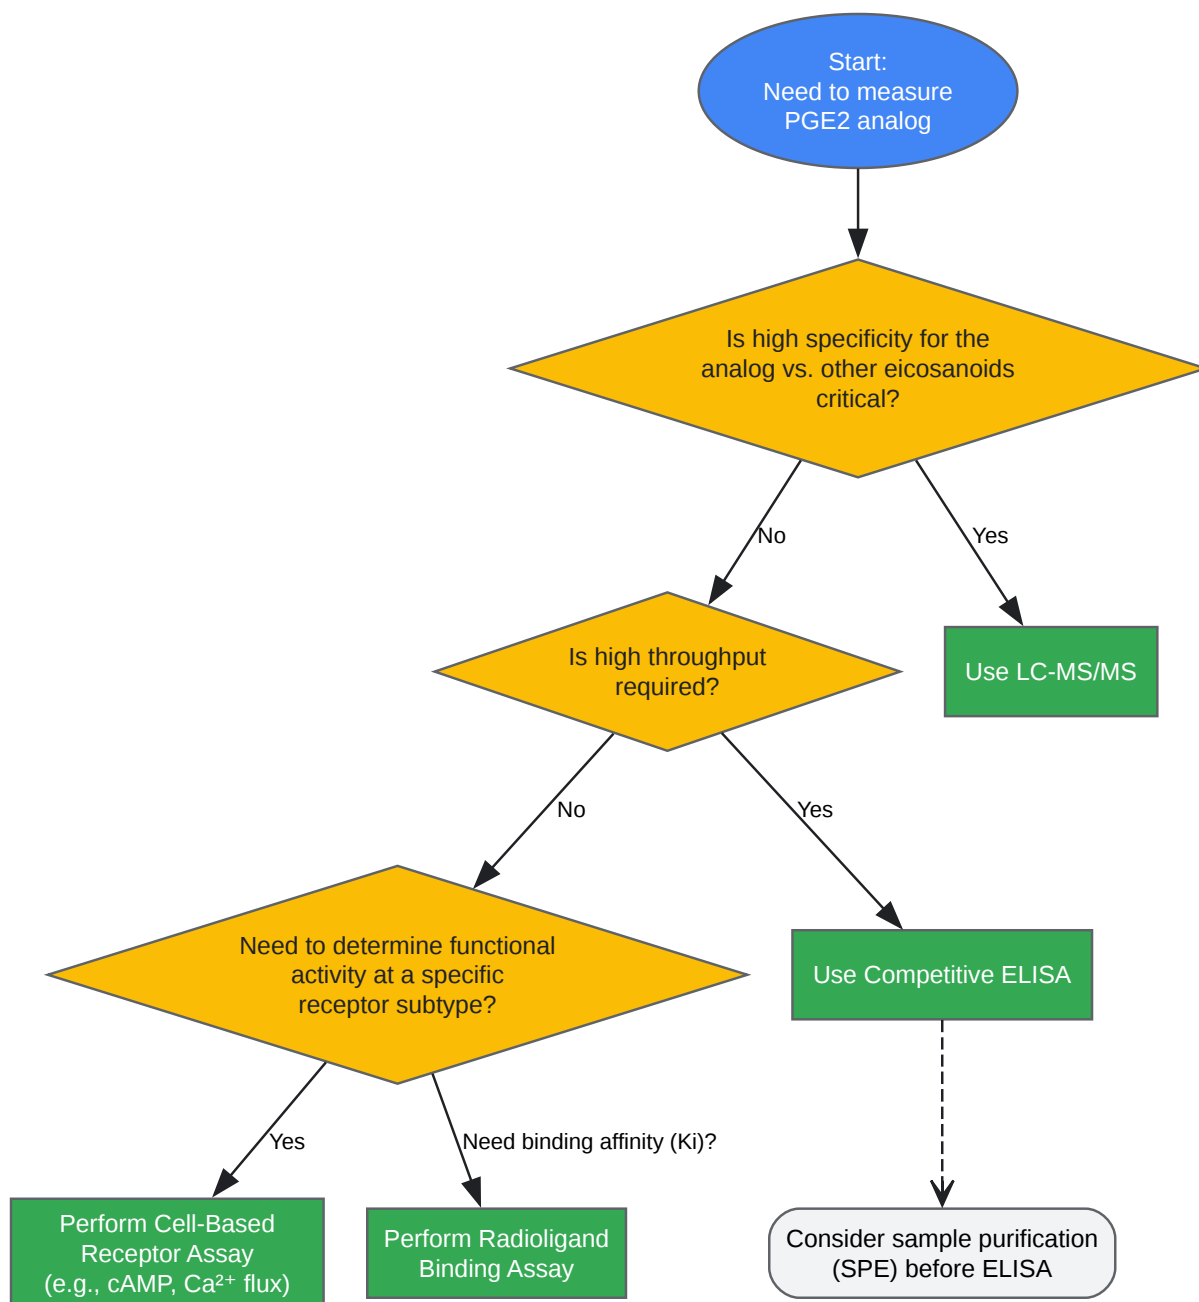 Start:
Need to measure
PGE2 analog
Is high specificity for the
analog vs. other eicosanoids
critical?
No
Yes
Is high throughput
required?
Use LC-MS/MS
No
Yes
Need to determine functional
activity at a specific
receptor subtype?
Use Competitive ELISA
Yes
Need binding affinity (Ki)?
Perform Cell-Based
Receptor Assay
(e.g., cAMP, Ca²⁺ flux)
Perform Radioligand
Binding Assay
Consider sample purification
(SPE) before ELISA